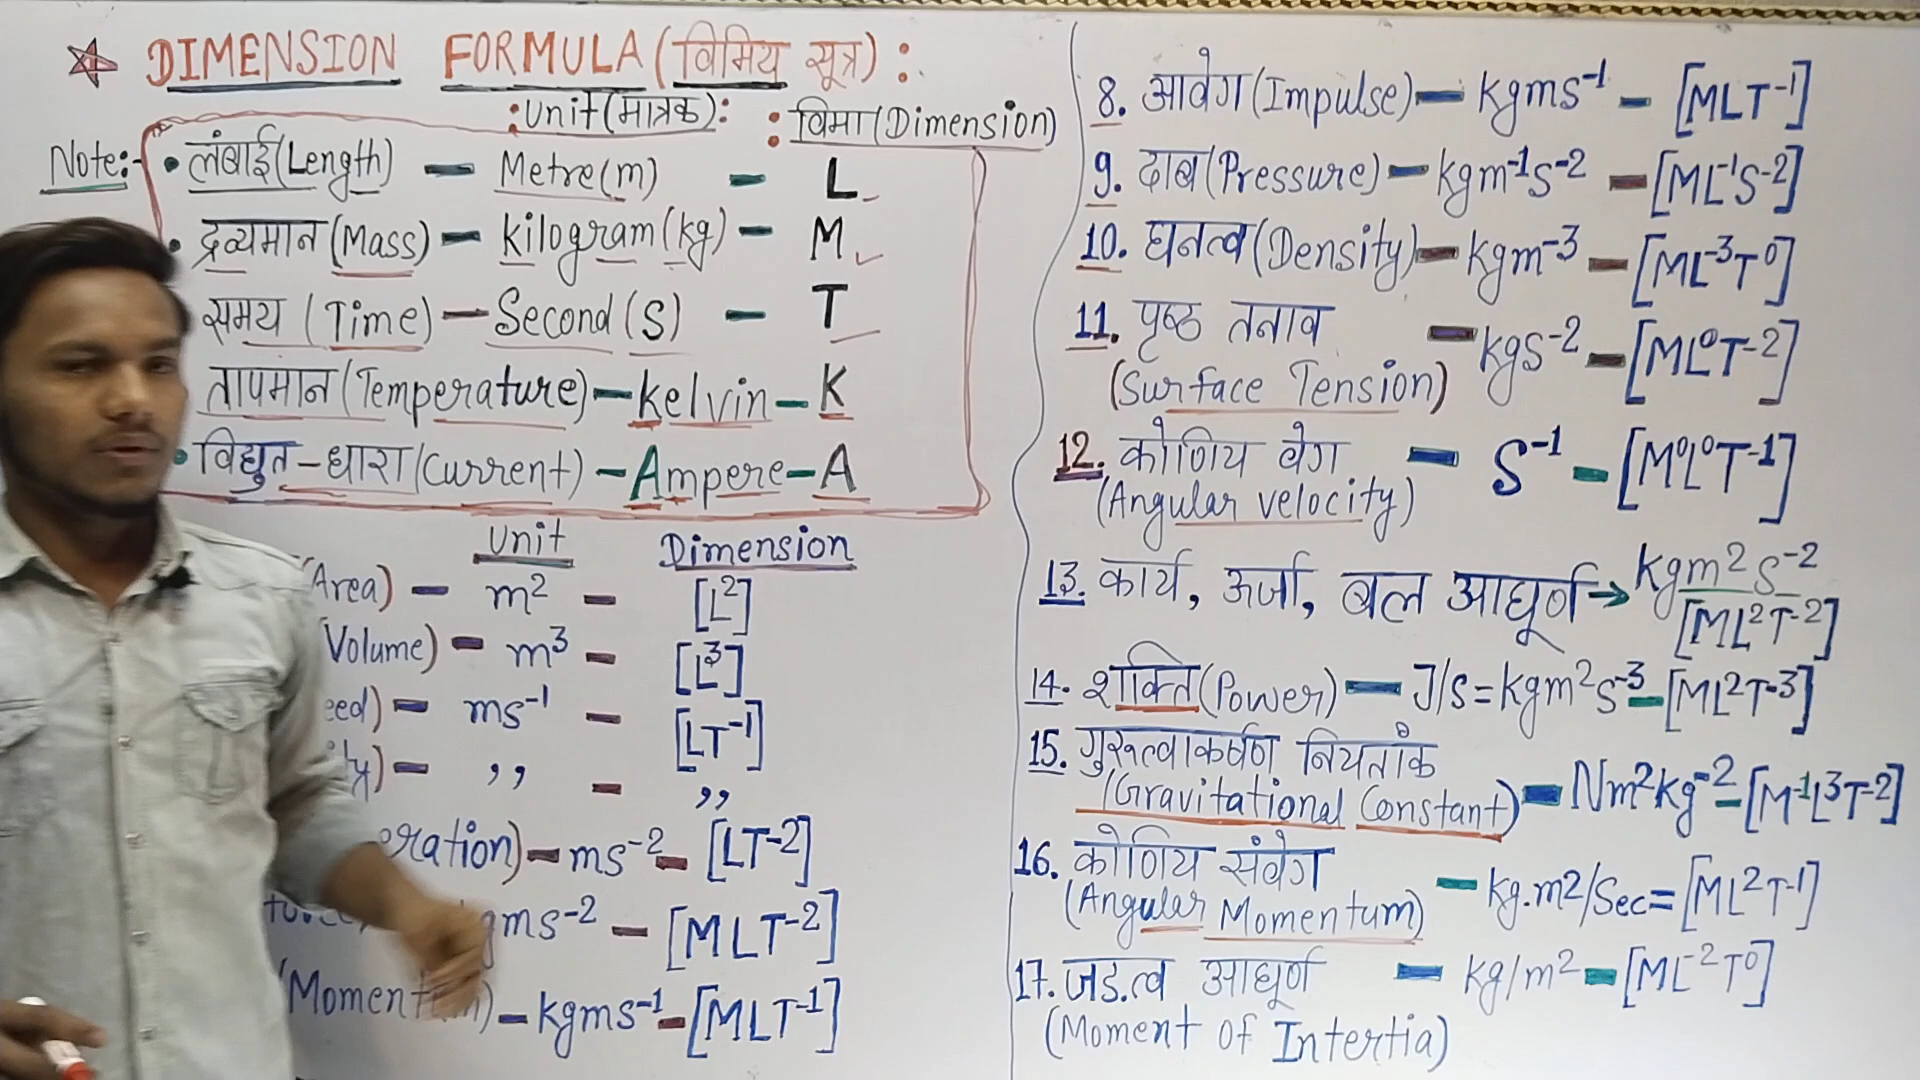 DIMENSION FORMULA (विमिय सूत्र) :
: Unit (मात्रक) : : विमा (Dimension)
Note:- • लंबाई (Length) — Metre (m) — L
• द्रव्यमान (Mass) — kilogram (kg) — M
समय (Time) — Second (S) — T
तापमान (Temperature) — kelvin — K
• विद्युत-धारा (Current) — Ampere — A
Unit Dimension
(Area) — m² — [L²]
(Volume) — m³ — [L³]
eed) — ms⁻¹ — [LT⁻¹]
ty) — ,, — ,,
eration) — ms⁻² — [LT⁻²]
gms⁻² — [MLT⁻²]
(Momentum) — kgms⁻¹ — [MLT⁻¹]
8. आवेग (Impulse) — kgms⁻¹ — [MLT⁻¹]
9. दाब (Pressure) — kgm⁻¹s⁻² — [ML⁻¹S⁻²]
10. घनत्व (Density) — kgm⁻³ — [ML⁻³T⁰]
11. पृष्ठ तनाव — kgs⁻² — [ML⁰T⁻²]
(Surface Tension)
12. कोणिय वेग — S⁻¹ — [M⁰L⁰T⁻¹]
(Angular velocity)
13. कार्य, ऊर्जा, बल आघूर्ण → kgm²s⁻²
[ML²T⁻²]
14. शक्ति (Power) — J/s = kgm²s⁻³ — [ML²T⁻³]
15. गुरुत्वाकर्षण नियतांक
(Gravitational Constant) — Nm²kg⁻² — [M⁻¹L³T⁻²]
16. कोणिय संवेग — kg.m2/Sec = [ML²T⁻¹]
(Angular Momentum)
17. जड़त्व आघूर्ण — kg/m² — [ML⁻²T⁰]
(Moment of Intertia)